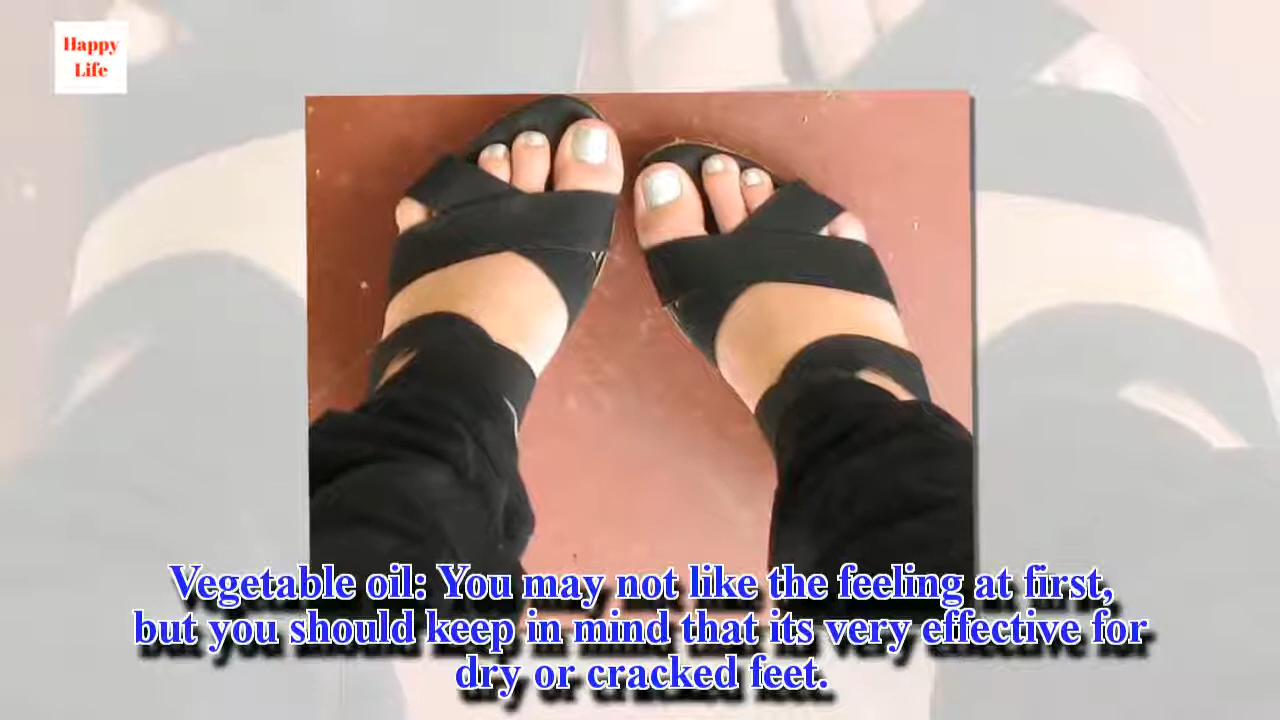 Happy
Life
Vegetable oil: You may not like the feeling at first,
but you should keep in mind that its very effective for
dry or cracked feet.